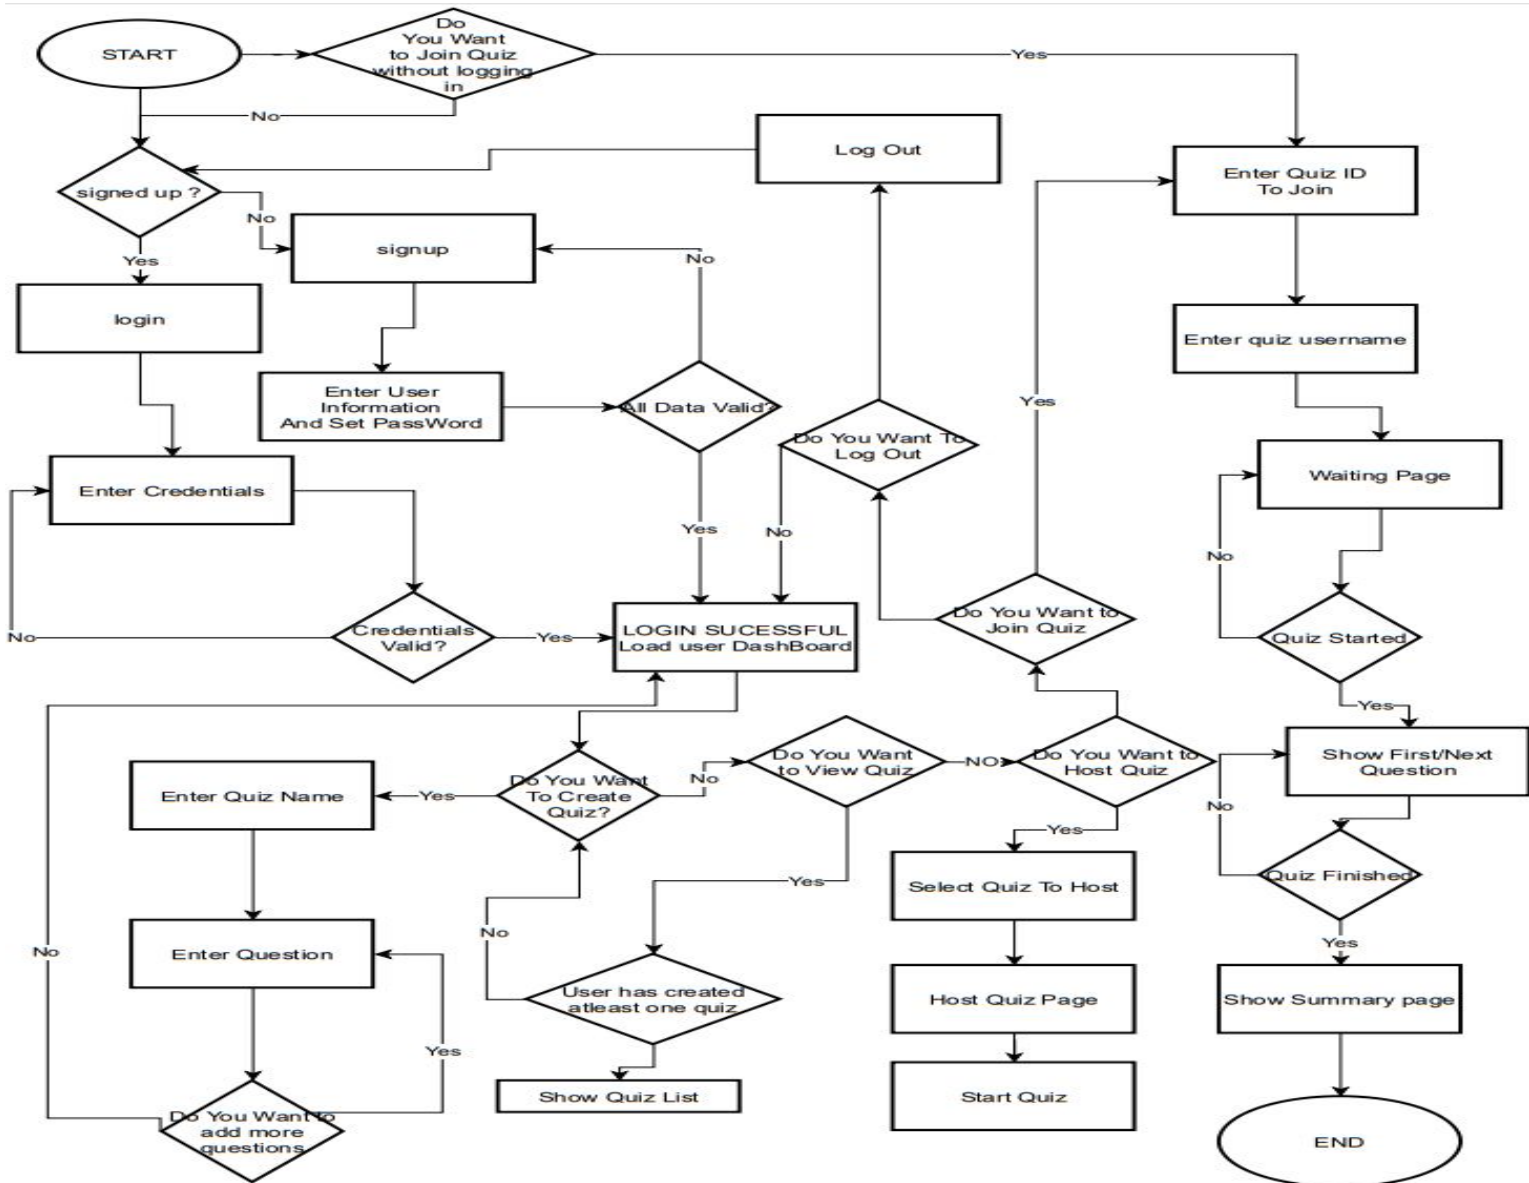 Do
You Want
to Join Quiz
without logging
in
START
Yes
No
Log Out
signed up ?
Enter Quiz ID
To Join
No
signup
Yes
No
login
Enter quiz username
Enter User
Information
And Set PassWord
All Data Valid?
Yes
Do You Want To
Log Out
Enter Credentials
Waiting Page
Yes
No
No
Do You Want to
Join Quiz
No
Credentials
Valid?
Yes
LOGIN SUCESSFUL
Load user DashBoard
Quiz Started
Yes
Do You Want
to View Quiz
NO
Do You Want to
Host Quiz
Show First/Next
Question
Enter Quiz Name
Yes
Do You Want
To Create
Quiz?
No
No
Yes
Yes
Select Quiz To Host
Quiz Finished
No
No
Enter Question
Yes
User has created
atleast one quiz
Host Quiz Page
Show Summary page
Yes
Show Quiz List
Start Quiz
Do You Want to
add more
questions
END